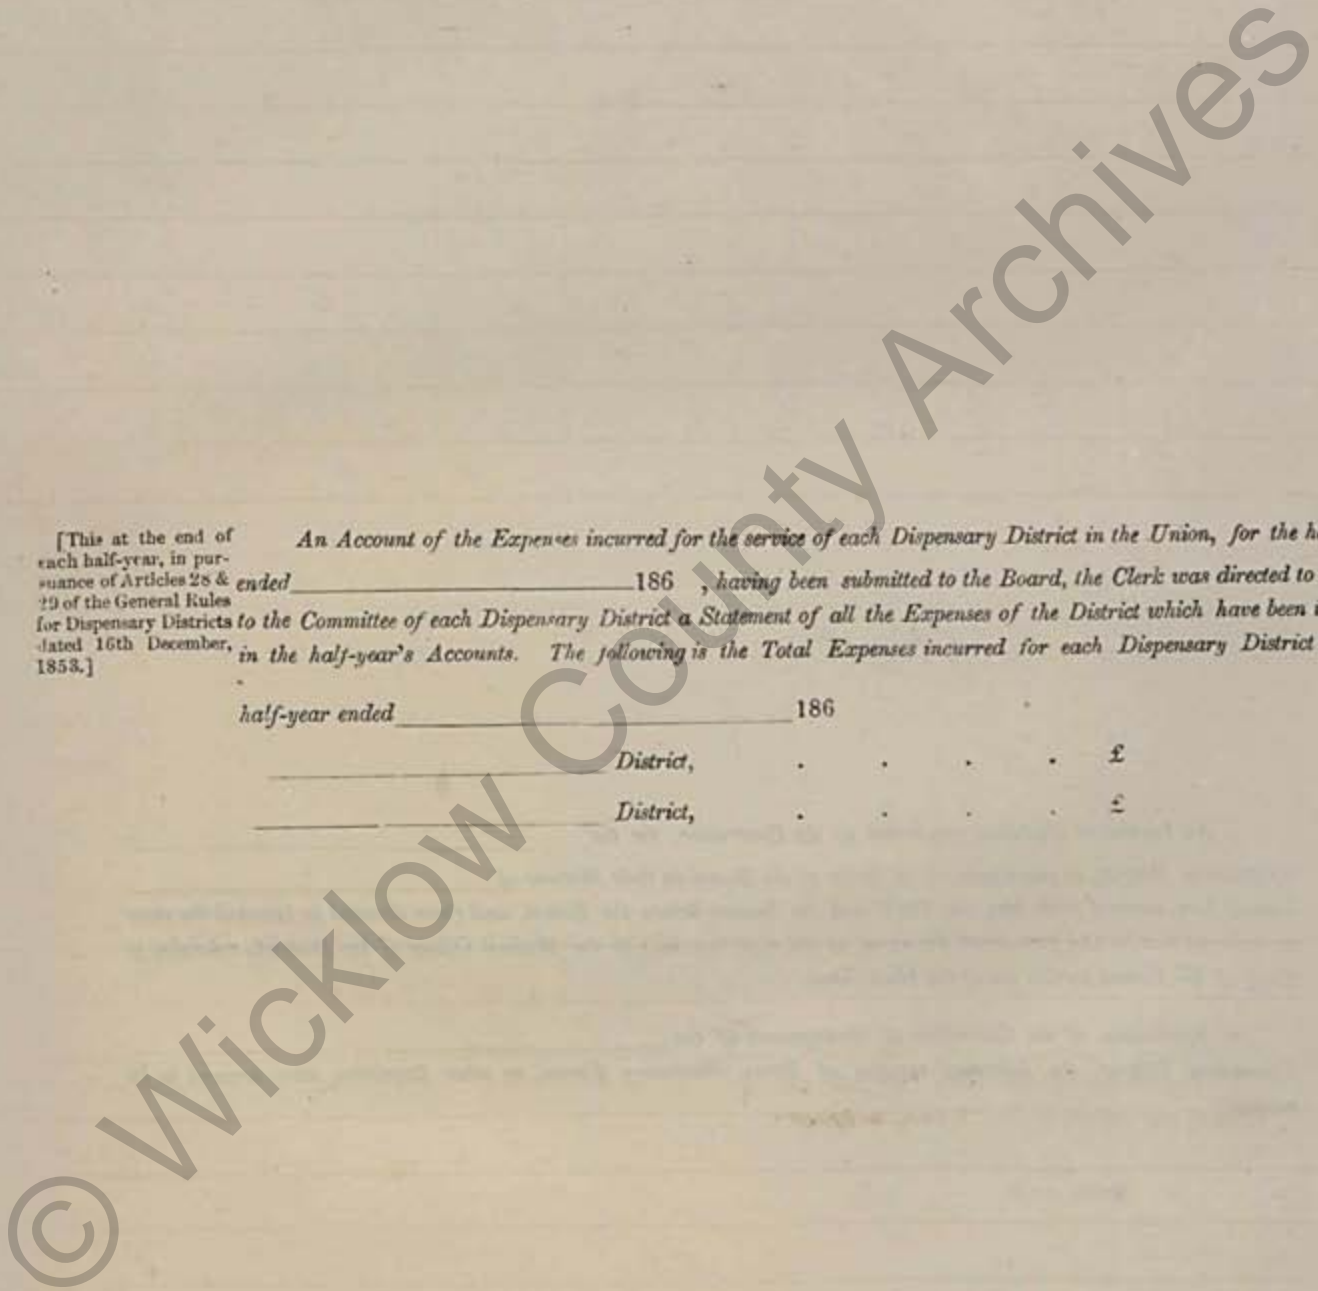 [This at the end of
each half-year, in pur-
suance of Articles 28 &
29 of the General Rules
for Dispensary Districts
dated 16th December,
1853.]
An Account of the Expenses incurred for the service of each Dispensary District in the Union, for the h
ended 186 , having been submitted to the Board, the Clerk was directed to
to the Committee of each Dispensary District a Statement of all the Expenses of the District which have been i
in the half-year's Accounts. The following is the Total Expenses incurred for each Dispensary District
half-year ended 186
District, . . . . £
District, . . . . £
© Wicklow County Archives